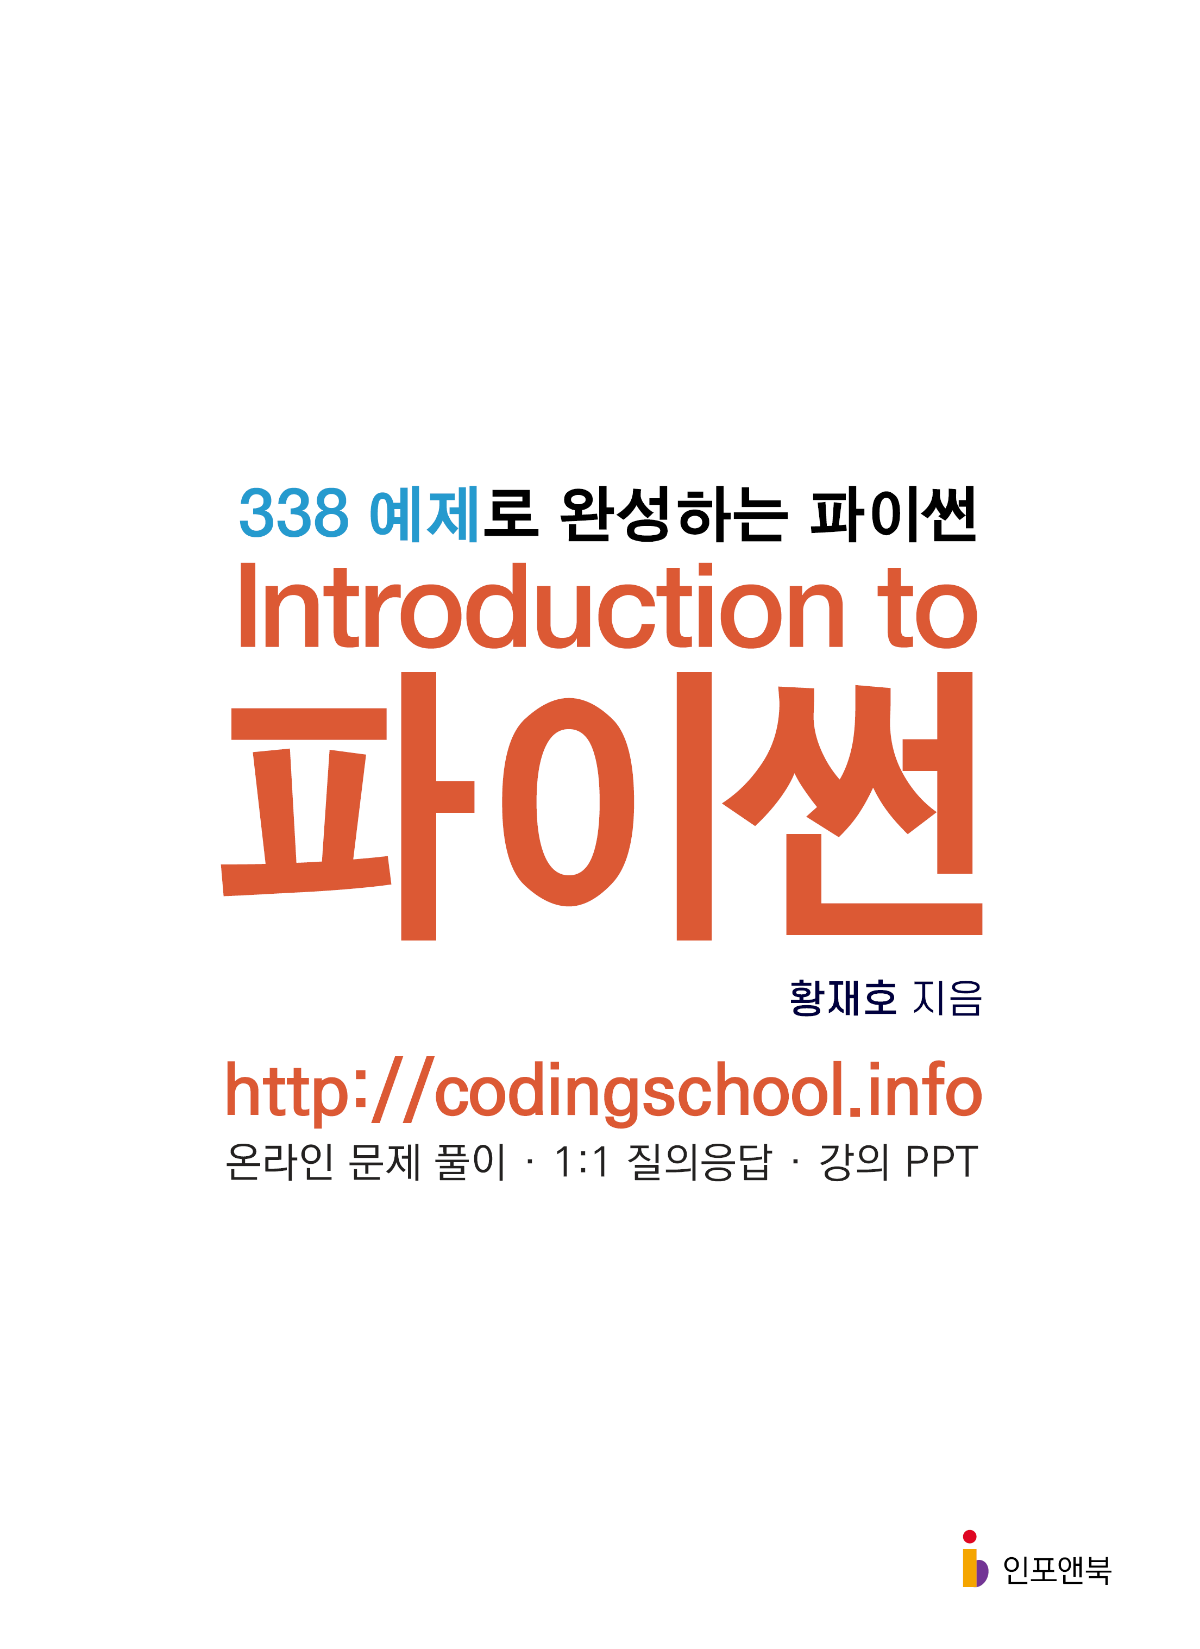 338 예제로 완성하는 파이썬
Introduction to
파이썬
황재호 지음
http://codingschool.info
온라인 문제 풀이 · 1:1 질의응답 · 강의 PPT
인포앤북